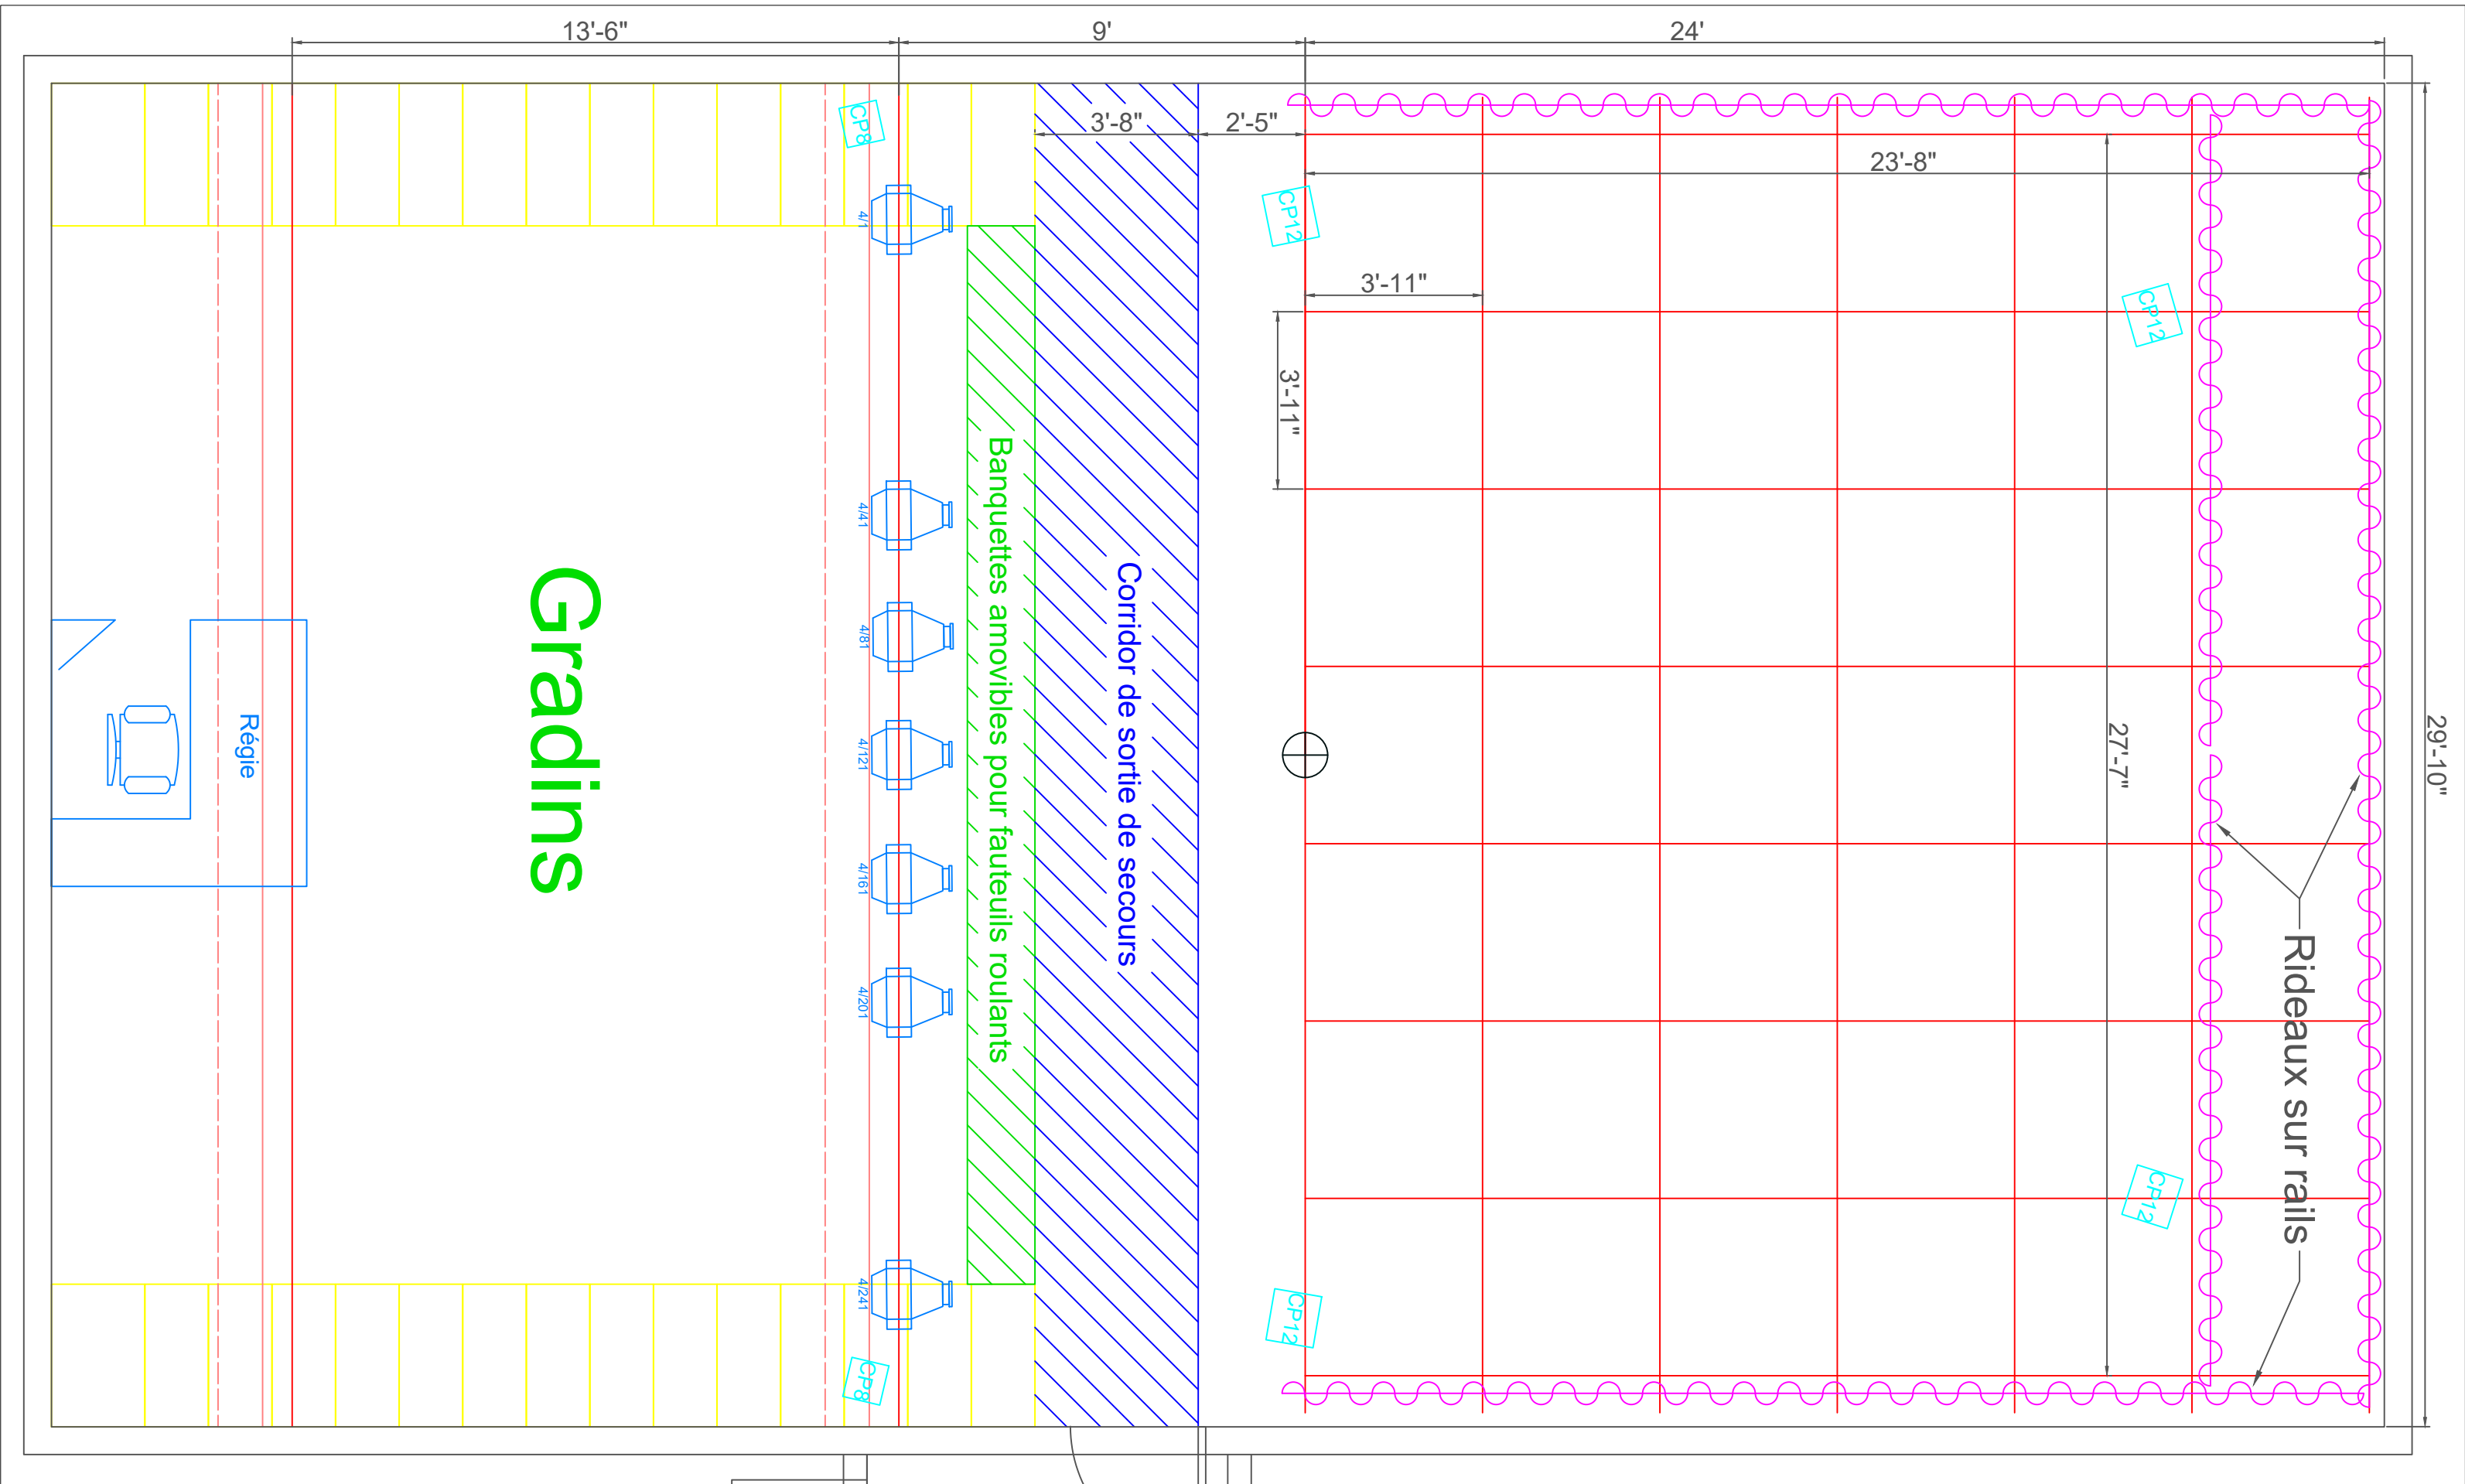 13'-6"
9'
24'
3'-8"
2'-5"
23'-8"
3'-11"
3'-11"
27'-7"
29'-10"
CP8
CP12
CP12
4/1
4/41
4/81
4/121
4/161
4/201
4/241
Régie
Gradins
Banquettes amovibles pour fauteuils roulants
Corridor de sortie de secours
Rideaux sur rails
CP12
CP12
CP8